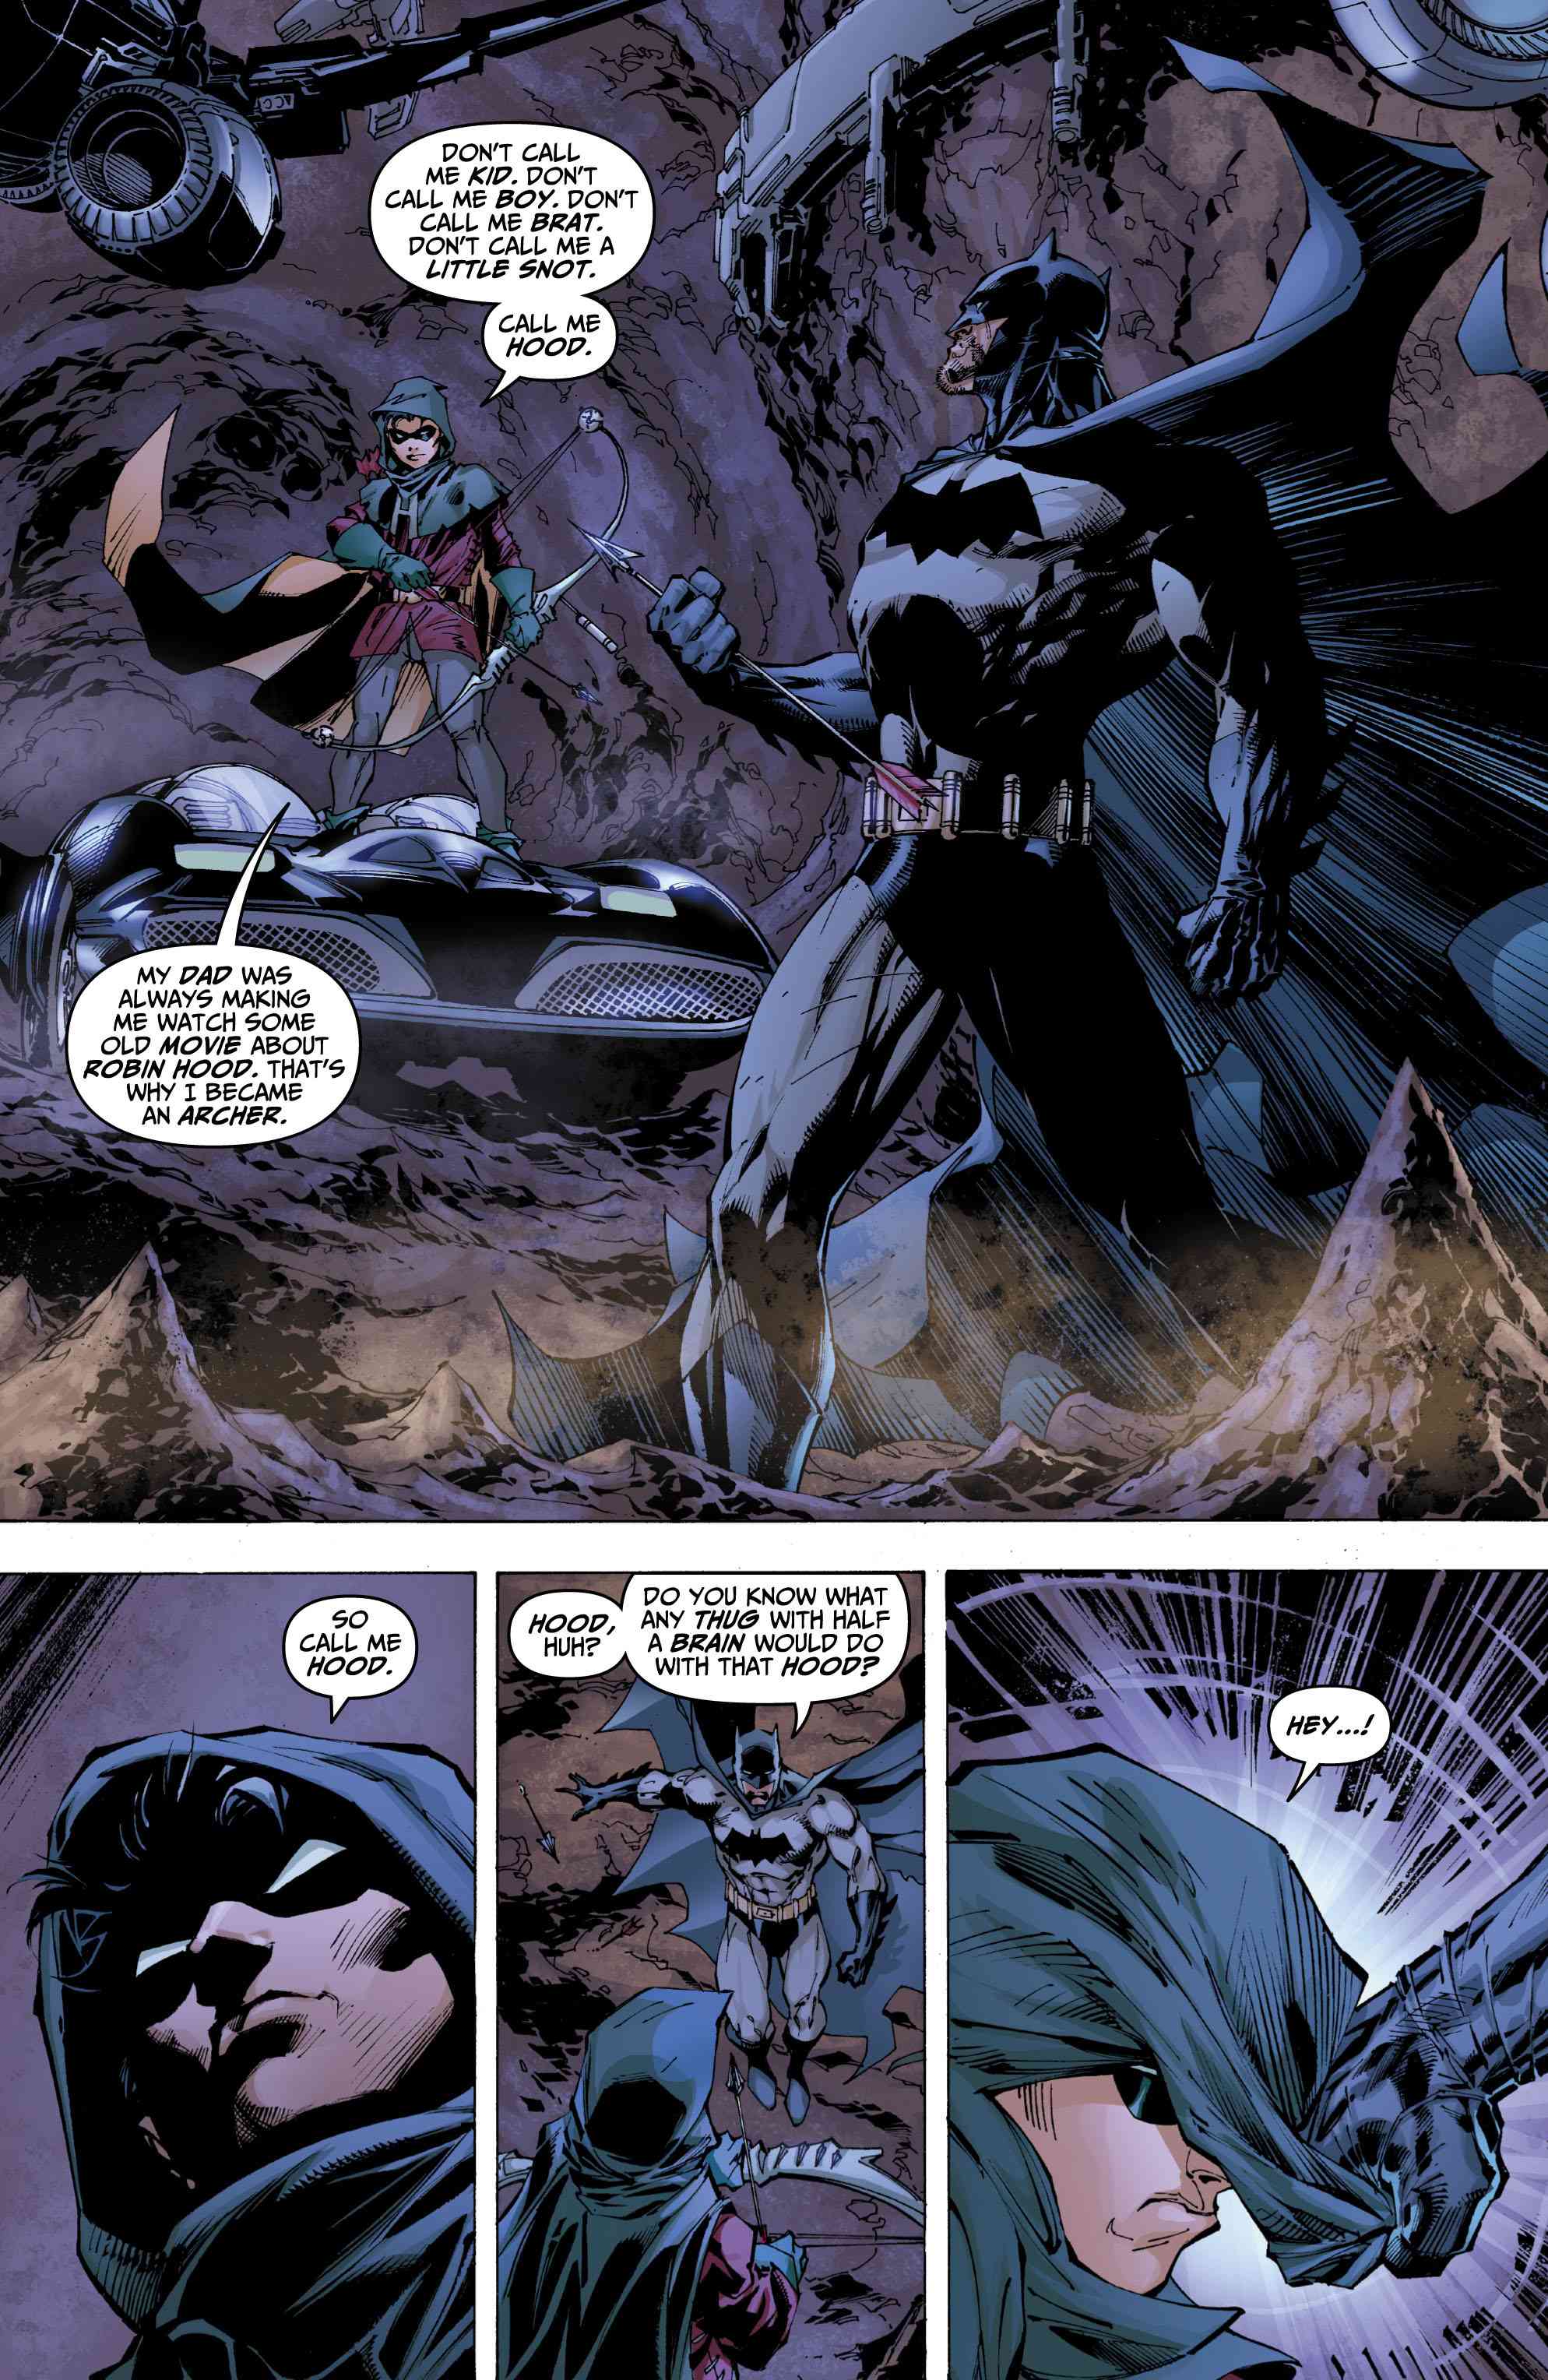 DON'T CALL
ME KID. DON'T
CALL ME BOY. DON'T
CALL ME BRAT.
DON'T CALL ME A
LITTLE SNOT.
CALL ME
HOOD.
H
MY DAD WAS
ALWAYS MAKING
ME WATCH SOME
OLD MOVIE ABOUT
ROBIN HOOD. THAT'S
WHY I BECAME
AN ARCHER.
SO
CALL ME
HOOD.
HOOD,
HUH?
DO YOU KNOW WHAT
ANY THUG WITH HALF
A BRAIN WOULD DO
WITH THAT HOOD?
HEY...!